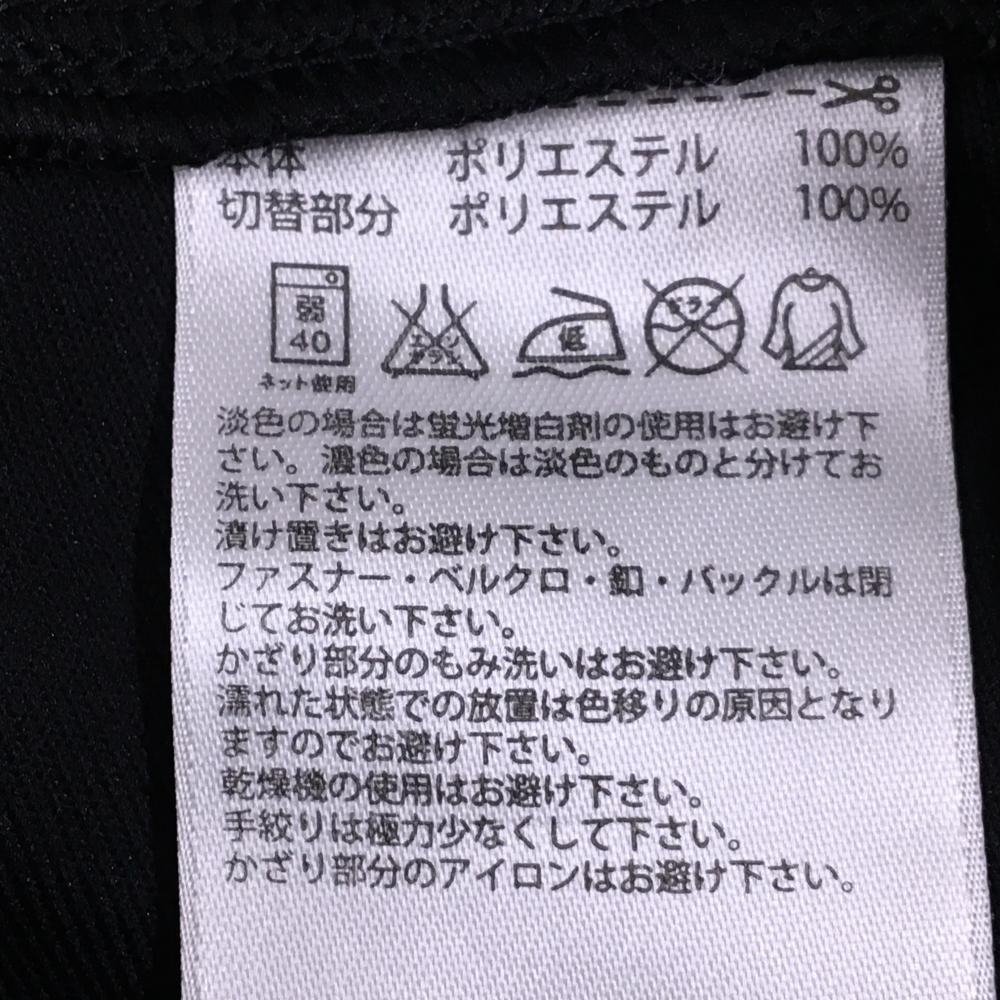 本体 ポリエステル 100%
切替部分 ポリエステル 100%
弱
40
ネット使用
エンソ
サラシ
低
ドライ
淡色の場合は蛍光増白剤の使用はお避け下
さい。濃色の場合は淡色のものと分けてお
洗い下さい。
漬け置きはお避け下さい。
ファスナー・ベルクロ・釦・バックルは閉
じてお洗い下さい。
かざり部分のもみ洗いはお避け下さい。
濡れた状態での放置は色移りの原因となり
ますのでお避け下さい。
乾燥機の使用はお避け下さい。
手絞りは極力少なくして下さい。
かざり部分のアイロンはお避け下さい。